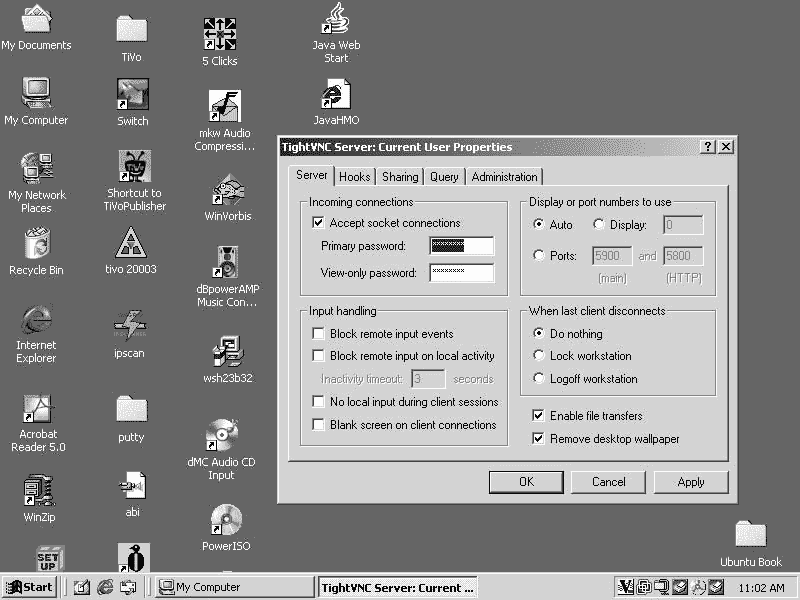 My Documents
TiVo
5 Clicks
Java Web
Start
My Computer
Switch
mkw Audio
Compressi...
JavaHMO
My Network
Places
Shortcut to
TiVoPublisher
WinVorbis
Recycle Bin
tivo 20003
dBpowerAMP
Music Con...
Internet
Explorer
ipscan
wsh23b32
Acrobat
Reader 5.0
putty
dMC Audio CD
Input
WinZip
abi
PowerISO
SET
UP
Ubuntu Book
TightVNC Server: Current User Properties
Server Hooks Sharing Query Administration
Incoming connections
Accept socket connections
Primary password: ********
View-only password: ********
Input handling
Block remote input events
Block remote input on local activity
Inactivity timeout: 3 seconds
No local input during client sessions
Blank screen on client connections
Display or port numbers to use
Auto Display: 0
Ports: 5900 and 5800
(main) (HTTP)
When last client disconnects
Do nothing
Lock workstation
Logoff workstation
Enable file transfers
Remove desktop wallpaper
OK Cancel Apply
Start My Computer TightVNC Server: Current ... 11:02 AM